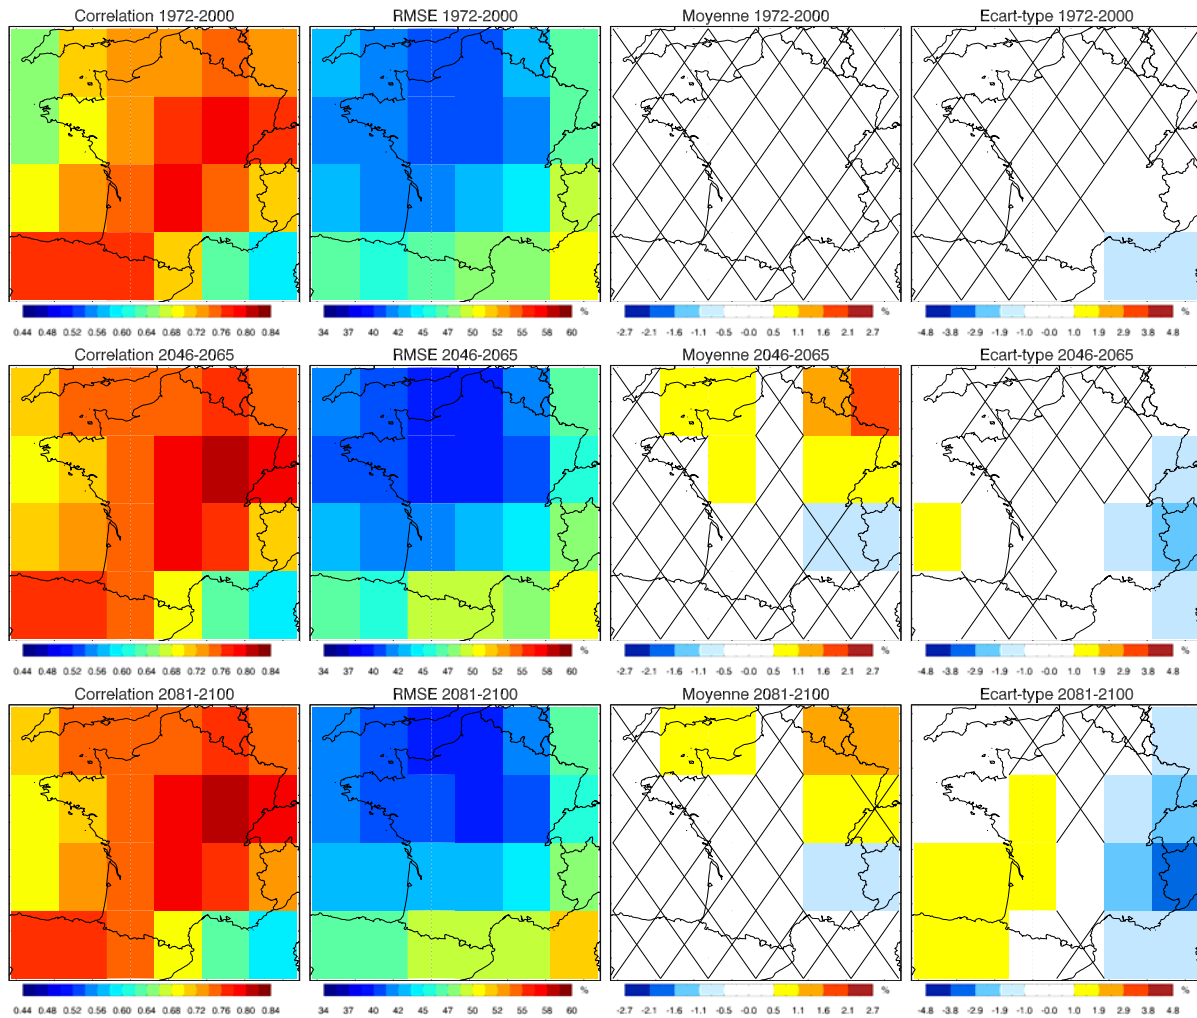 Correlation 1972-2000 RMSE 1972-2000 Moyenne 1972-2000 Ecart-type 1972-2000
% % %
0.44 0.48 0.52 0.56 0.60 0.64 0.68 0.72 0.76 0.80 0.84 34 37 40 42 45 47 50 52 55 58 60 -2.7 -2.1 -1.6 -1.1 -0.5 -0.0 0.5 1.1 1.6 2.1 2.7 -4.8 -3.8 -2.9 -1.9 -1.0 -0.0 1.0 1.9 2.9 3.8 4.8
Correlation 2046-2065 RMSE 2046-2065 Moyenne 2046-2065 Ecart-type 2046-2065
% % %
0.44 0.48 0.52 0.56 0.60 0.64 0.68 0.72 0.76 0.80 0.84 34 37 40 42 45 47 50 52 55 58 60 -2.7 -2.1 -1.6 -1.1 -0.5 -0.0 0.5 1.1 1.6 2.1 2.7 -4.8 -3.8 -2.9 -1.9 -1.0 -0.0 1.0 1.9 2.9 3.8 4.8
Correlation 2081-2100 RMSE 2081-2100 Moyenne 2081-2100 Ecart-type 2081-2100
% % %
0.44 0.48 0.52 0.56 0.60 0.64 0.68 0.72 0.76 0.80 0.84 34 37 40 42 45 47 50 52 55 58 60 -2.7 -2.1 -1.6 -1.1 -0.5 -0.0 0.5 1.1 1.6 2.1 2.7 -4.8 -3.8 -2.9 -1.9 -1.0 -0.0 1.0 1.9 2.9 3.8 4.8